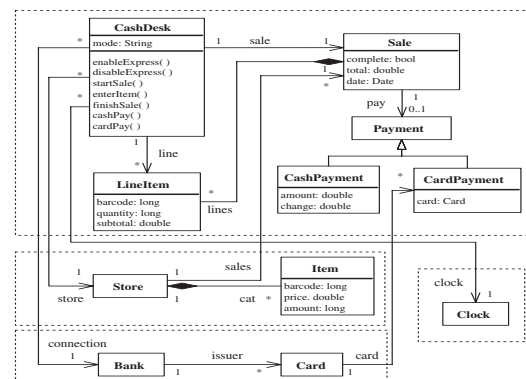 CashDesk
mode: String
enableExpress( )
disableExpress( )
startSale( )
enterItem( )
finishSale( )
cashPay( )
cardPay( )
*
*
*
1
sale
1
Sale
complete: bool
total: double
date: Date
1
*
pay
1
0..1
Payment
1
line
*
LineItem
barcode: long
quantity: long
subtotal: double
*
lines
CashPayment
amount: double
change: double
*
CardPayment
card: Card
1
store
Store
1
sales
1
cat
*
Item
barcode: long
price. double
amount: long
clock
1
Clock
connection
1
Bank
1
issuer
*
Card
1
card